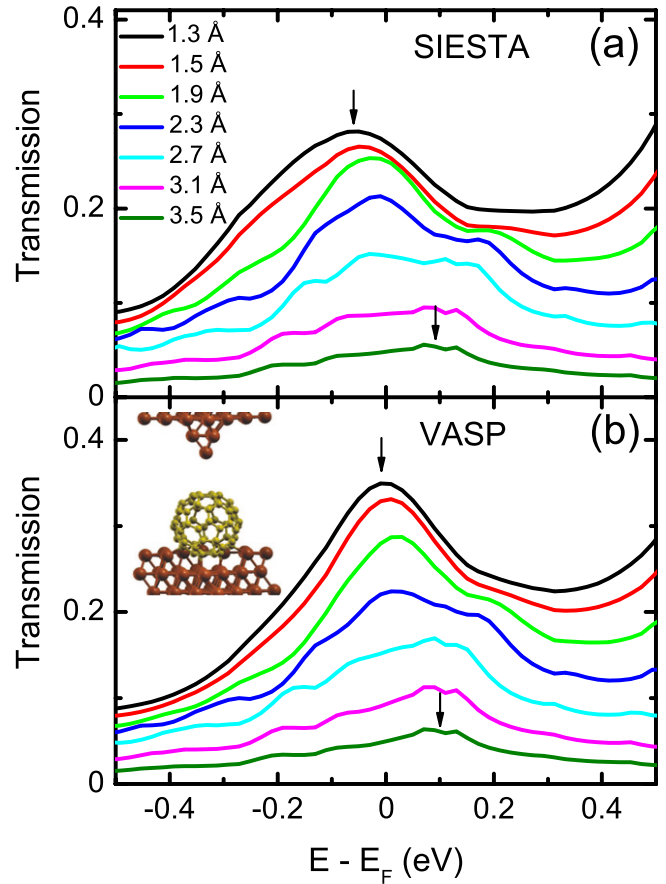 0.4
SIESTA
(a)
1.3 Å
1.5 Å
1.9 Å
2.3 Å
2.7 Å
3.1 Å
3.5 Å
Transmission
0.2
0
VASP
(b)
0.4
Transmission
0.2
0
-0.4
-0.2
0
0.2
0.4
E - E_F (eV)